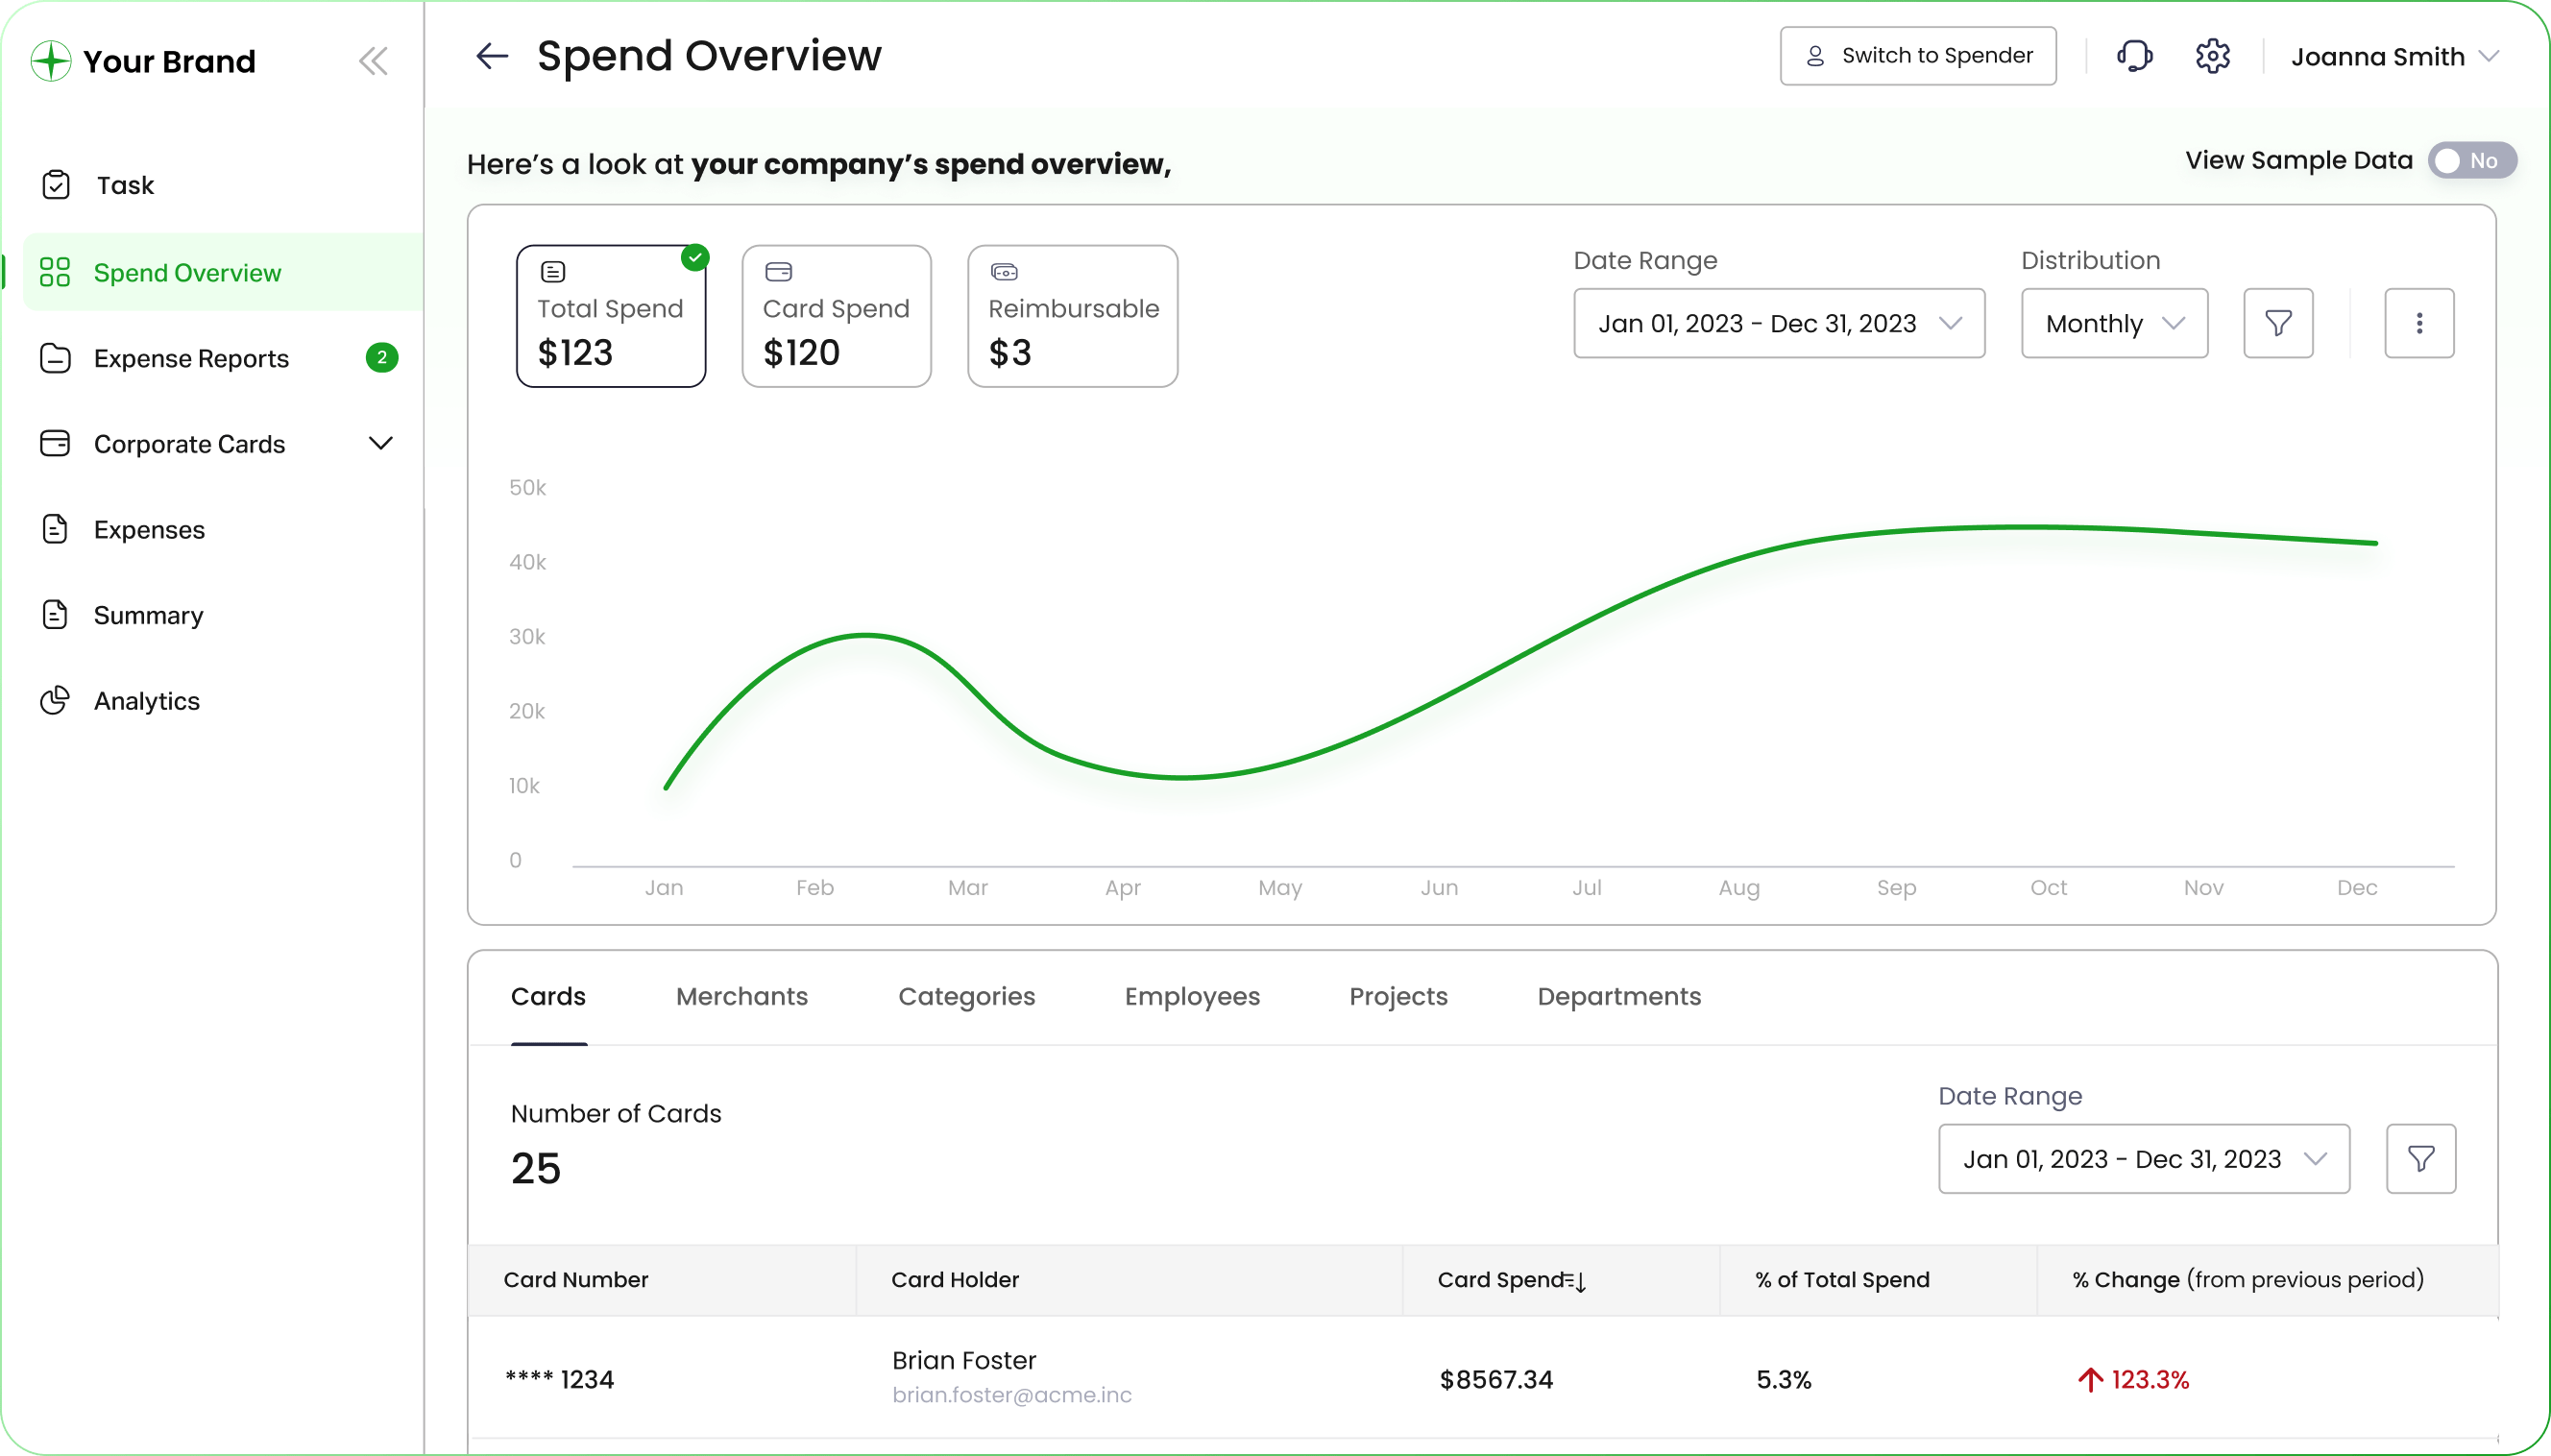 Your Brand
Task
Spend Overview
Expense Reports
2
Corporate Cards
Expenses
Summary
Analytics
Spend Overview
Switch to Spender
Joanna Smith
Here’s a look at your company’s spend overview,
View Sample Data
No
Total Spend
$123
Card Spend
$120
Reimbursable
$3
Date Range
Jan 01, 2023 - Dec 31, 2023
Distribution
Monthly
50k
40k
30k
20k
10k
0
Jan Feb Mar Apr May Jun Jul Aug Sep Oct Nov Dec
Cards Merchants Categories Employees Projects Departments
Number of Cards
25
Date Range
Jan 01, 2023 - Dec 31, 2023
Card Number Card Holder Card Spend % of Total Spend % Change (from previous period)
**** 1234
Brian Foster
brian.foster@acme.inc
$8567.34
5.3%
123.3%